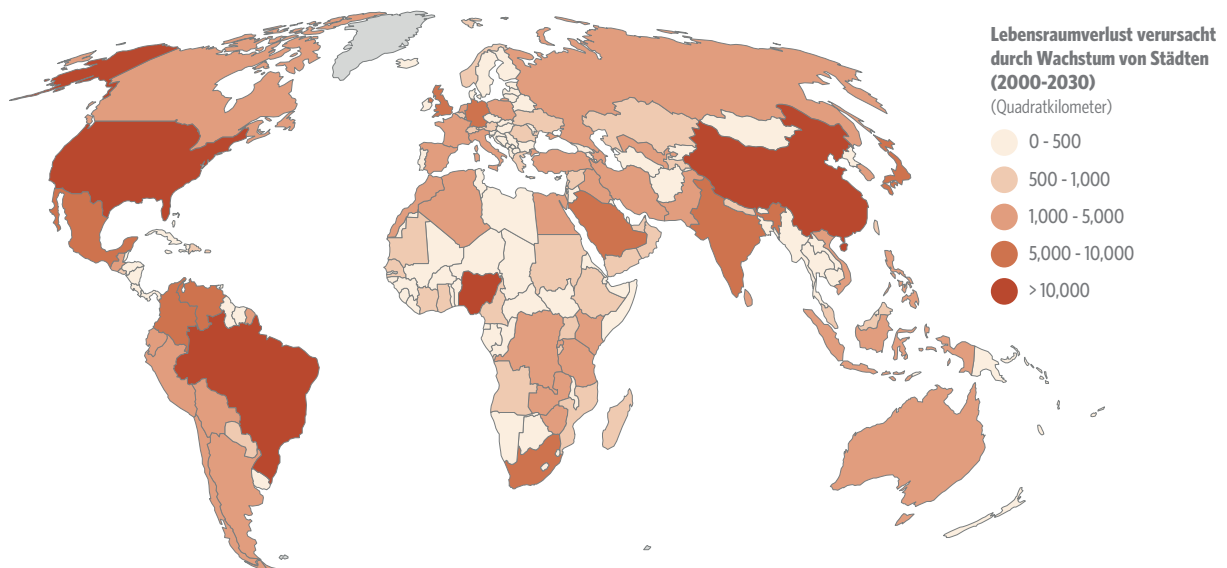 Lebensraumverlust verursacht
durch Wachstum von Städten
(2000-2030)
(Quadratkilometer)
0 - 500
500 - 1,000
1,000 - 5,000
5,000 - 10,000
>10,000